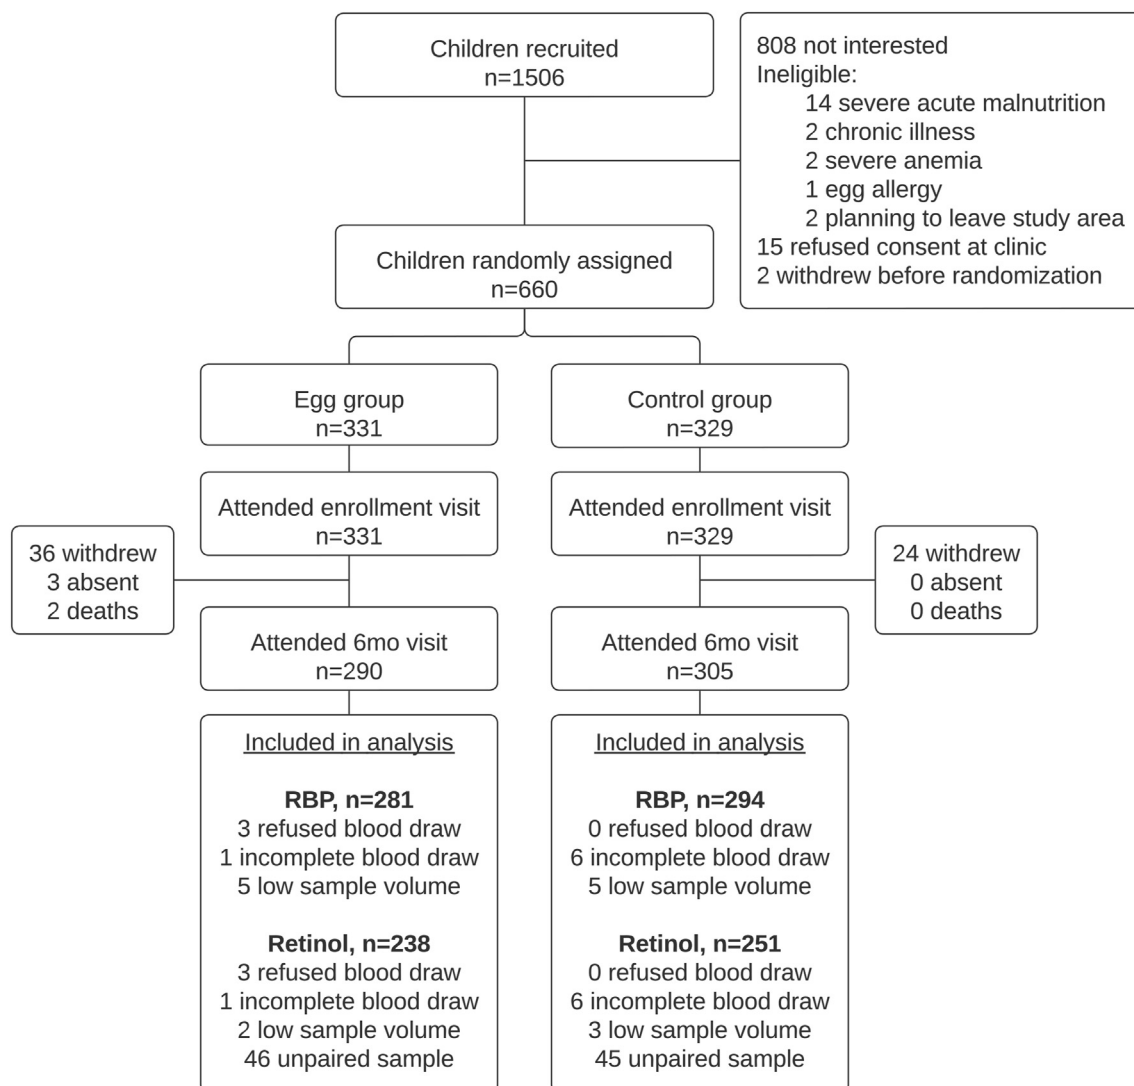 Children recruited
n=1506
808 not interested
Ineligible:
14 severe acute malnutrition
2 chronic illness
2 severe anemia
1 egg allergy
2 planning to leave study area
15 refused consent at clinic
2 withdrew before randomization
Children randomly assigned
n=660
Egg group
n=331
Control group
n=329
Attended enrollment visit
n=331
Attended enrollment visit
n=329
36 withdrew
3 absent
2 deaths
24 withdrew
0 absent
0 deaths
Attended 6mo visit
n=290
Attended 6mo visit
n=305
Included in analysis
RBP, n=281
3 refused blood draw
1 incomplete blood draw
5 low sample volume
Retinol, n=238
3 refused blood draw
1 incomplete blood draw
2 low sample volume
46 unpaired sample
Included in analysis
RBP, n=294
0 refused blood draw
6 incomplete blood draw
5 low sample volume
Retinol, n=251
0 refused blood draw
6 incomplete blood draw
3 low sample volume
45 unpaired sample